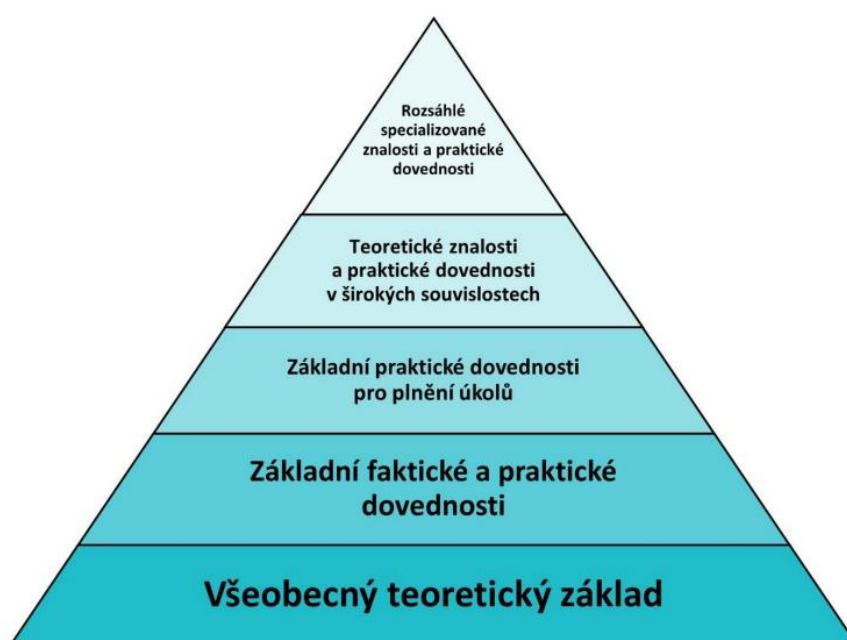 Rozsáhlé
specializované
znalosti a praktické
dovednosti
Teoretické znalosti
a praktické dovednosti
v širokých souvislostech
Základní praktické dovednosti
pro plnění úkolů
Základní faktické a praktické
dovednosti
Všeobecný teoretický základ